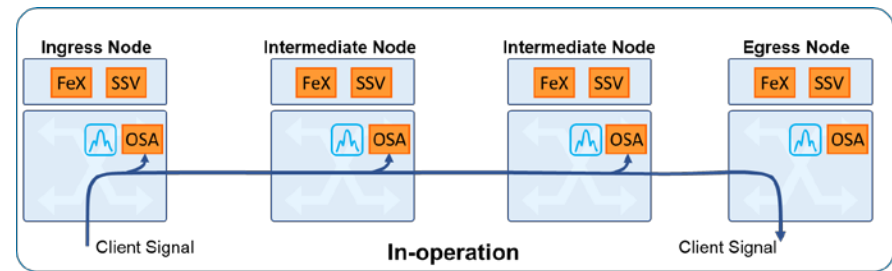 Ingress Node
Intermediate Node
Intermediate Node
Egress Node
FeX SSV
FeX SSV
FeX SSV
FeX SSV
OSA
OSA
OSA
OSA
Client Signal
In-operation
Client Signal